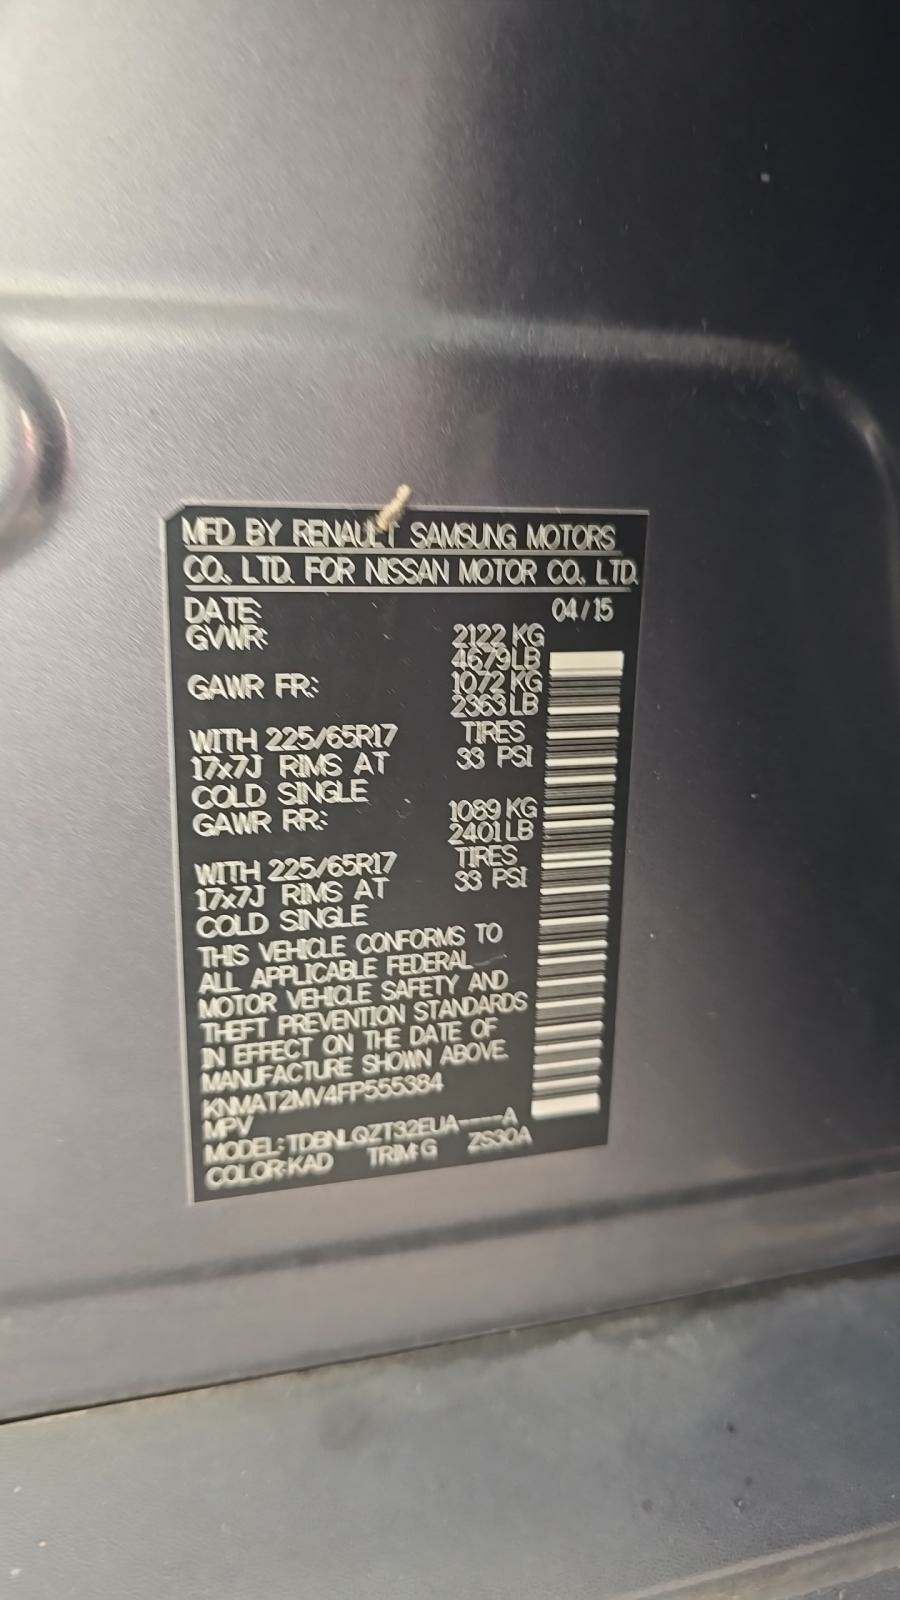 MFD BY RENAULT SAMSUNG MOTORS
CO., LTD. FOR NISSAN MOTOR CO., LTD.
DATE: 04/15
GVWR: 2122 KG
4679 LB
GAWR FR: 1072 KG
2363 LB
WITH 225/65R17 TIRES
17x7J RIMS AT 33 PSI
COLD SINGLE
GAWR RR: 1089 KG
2401 LB
WITH 225/65R17 TIRES
17x7J RIMS AT 33 PSI
COLD SINGLE
THIS VEHICLE CONFORMS TO
ALL APPLICABLE FEDERAL
MOTOR VEHICLE SAFETY AND
THEFT PREVENTION STANDARDS
IN EFFECT ON THE DATE OF
MANUFACTURE SHOWN ABOVE.
KNMAT2MV4FP555384
MPV
MODEL: TDBNLQZT32EUA----A
COLOR:KAD TRIM:G ZS30A